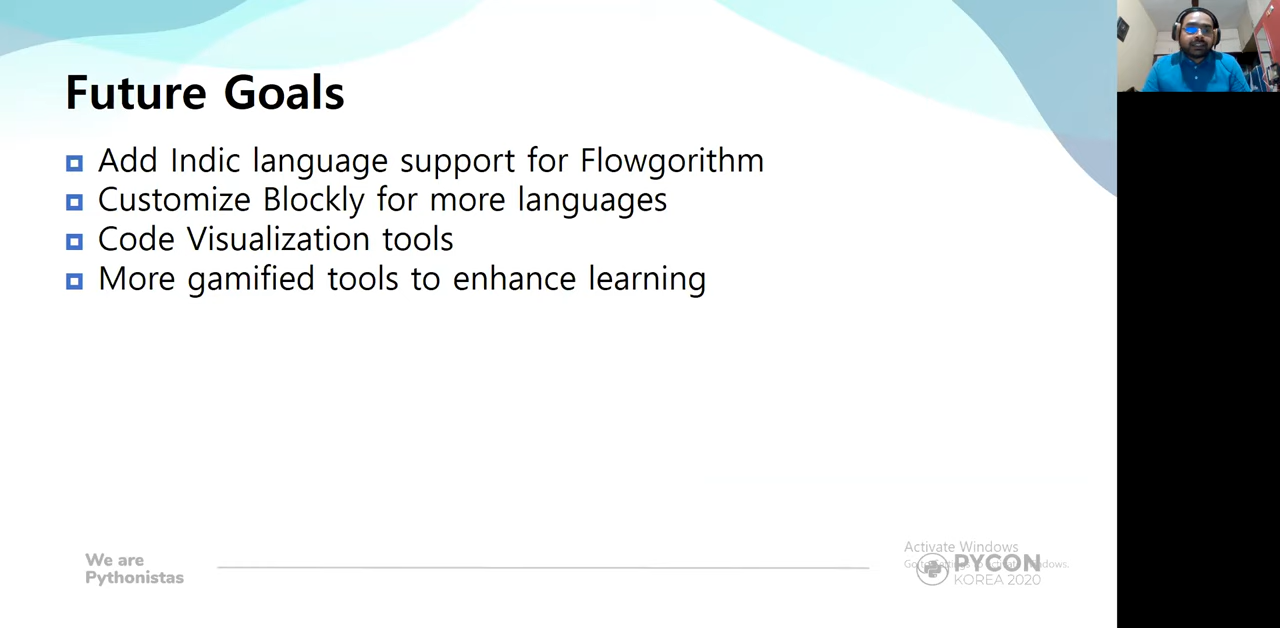 Future Goals
Add Indic language support for Flowgorithm
Customize Blockly for more languages
Code Visualization tools
More gamified tools to enhance learning
We are
Pythonistas
Activate Windows
PYCON
Go to Settings to activate Windows.
KOREA 2020